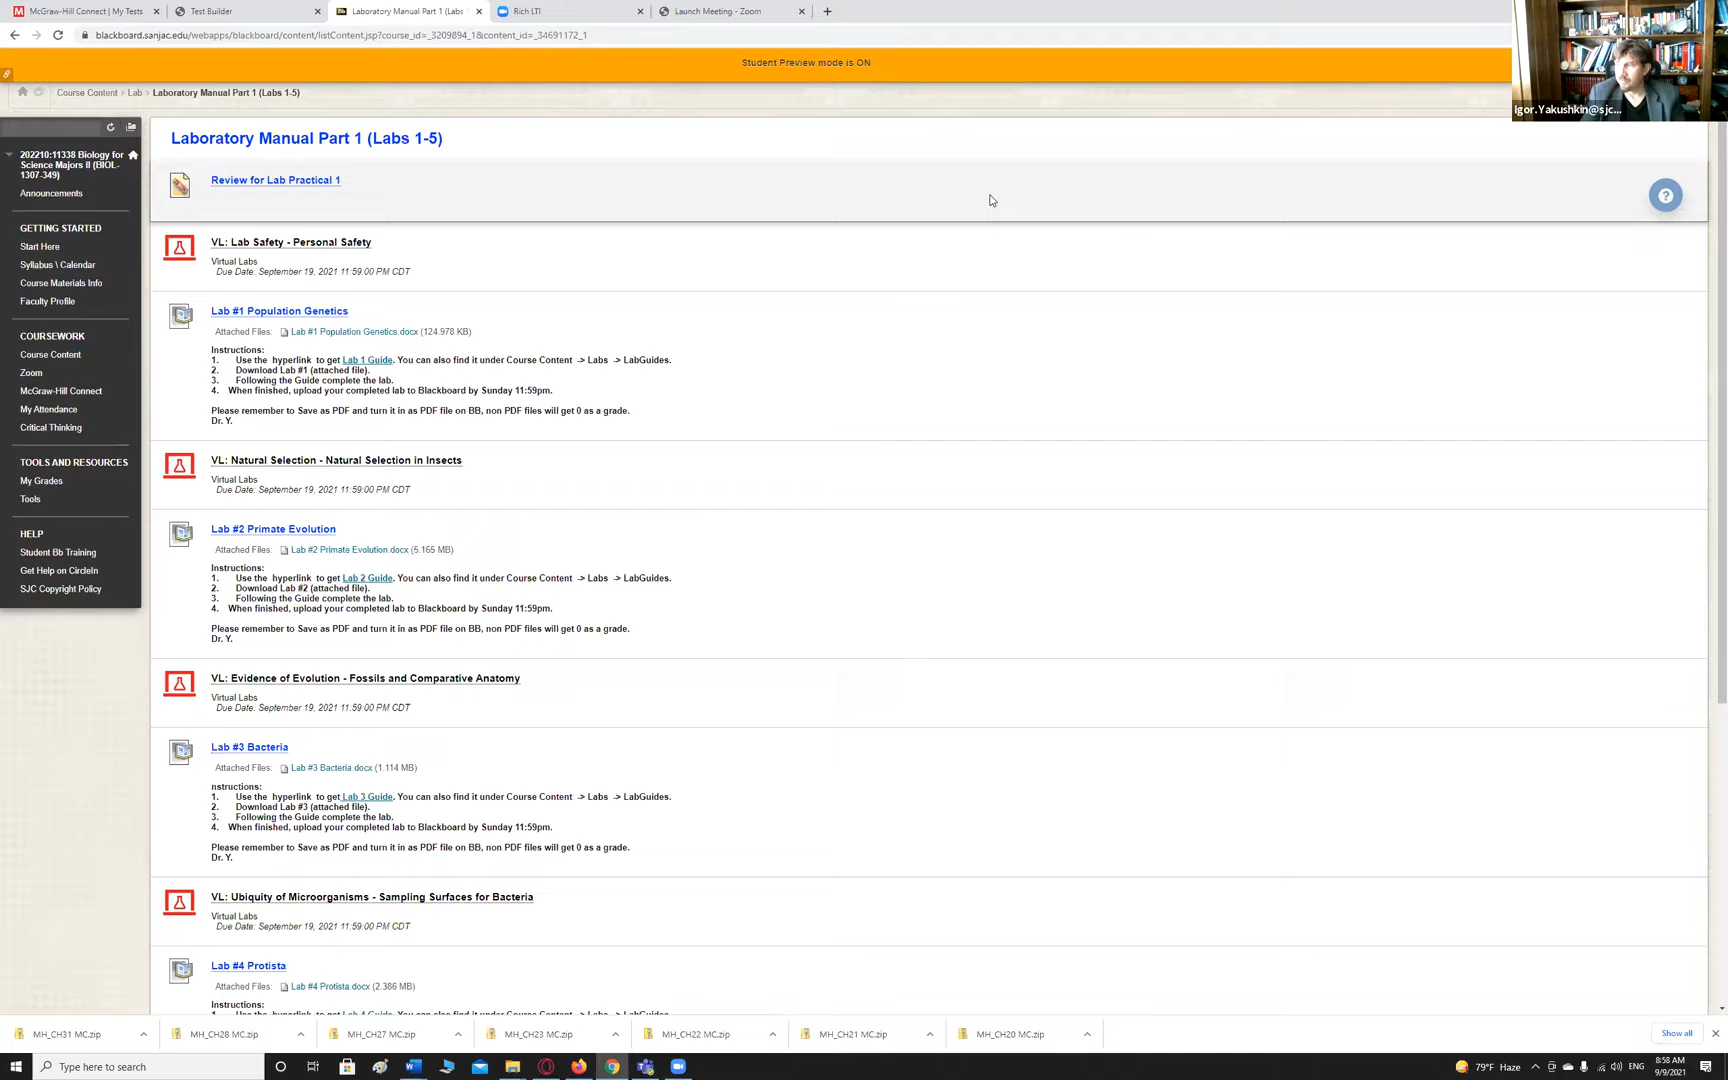 McGraw-Hill Connect | My Tests
Test Builder
Laboratory Manual Part 1 (Labs
Rich LTI
Launch Meeting - Zoom
blackboard.sanjac.edu/webapps/blackboard/content/listContent.jsp?course_id=_3209894_1&content_id=_34691172_1
Student Preview mode is ON
Igor.Yakushkin@sjc...
Course Content > Lab > Laboratory Manual Part 1 (Labs 1-5)
202210:11338 Biology for
Science Majors II (BIOL-
1307-349)
Announcements
GETTING STARTED
Start Here
Syllabus \ Calendar
Course Materials Info
Faculty Profile
COURSEWORK
Course Content
Zoom
McGraw-Hill Connect
My Attendance
Critical Thinking
TOOLS AND RESOURCES
My Grades
Tools
HELP
Student Bb Training
Get Help on CircleIn
SJC Copyright Policy
Laboratory Manual Part 1 (Labs 1-5)
Review for Lab Practical 1
?
VL: Lab Safety - Personal Safety
Virtual Labs
Due Date: September 19, 2021 11:59:00 PM CDT
Lab #1 Population Genetics
Attached Files: Lab #1 Population Genetics.docx (124.978 KB)
Instructions:
1. Use the hyperlink to get Lab 1 Guide. You can also find it under Course Content -> Labs -> LabGuides.
2. Download Lab #1 (attached file).
3. Following the Guide complete the lab.
4. When finished, upload your completed lab to Blackboard by Sunday 11:59pm.
Please remember to Save as PDF and turn it in as PDF file on BB, non PDF files will get 0 as a grade.
Dr. Y.
VL: Natural Selection - Natural Selection in Insects
Virtual Labs
Due Date: September 19, 2021 11:59:00 PM CDT
Lab #2 Primate Evolution
Attached Files: Lab #2 Primate Evolution.docx (5.165 MB)
Instructions:
1. Use the hyperlink to get Lab 2 Guide. You can also find it under Course Content -> Labs -> LabGuides.
2. Download Lab #2 (attached file).
3. Following the Guide complete the lab.
4. When finished, upload your completed lab to Blackboard by Sunday 11:59pm.
Please remember to Save as PDF and turn it in as PDF file on BB, non PDF files will get 0 as a grade.
Dr. Y.
VL: Evidence of Evolution - Fossils and Comparative Anatomy
Virtual Labs
Due Date: September 19, 2021 11:59:00 PM CDT
Lab #3 Bacteria
Attached Files: Lab #3 Bacteria.docx (1.114 MB)
nstructions:
1. Use the hyperlink to get Lab 3 Guide. You can also find it under Course Content -> Labs -> LabGuides.
2. Download Lab #3 (attached file).
3. Following the Guide complete the lab.
4. When finished, upload your completed lab to Blackboard by Sunday 11:59pm.
Please remember to Save as PDF and turn it in as PDF file on BB, non PDF files will get 0 as a grade.
Dr. Y.
VL: Ubiquity of Microorganisms - Sampling Surfaces for Bacteria
Virtual Labs
Due Date: September 19, 2021 11:59:00 PM CDT
Lab #4 Protista
Attached Files: Lab #4 Protista.docx (2.386 MB)
Instructions:
MH_CH31 MC.zip
MH_CH28 MC.zip
MH_CH27 MC.zip
MH_CH23 MC.zip
MH_CH22 MC.zip
MH_CH21 MC.zip
MH_CH20 MC.zip
Show all
Type here to search
79°F Haze
ENG
8:58 AM
9/9/2021